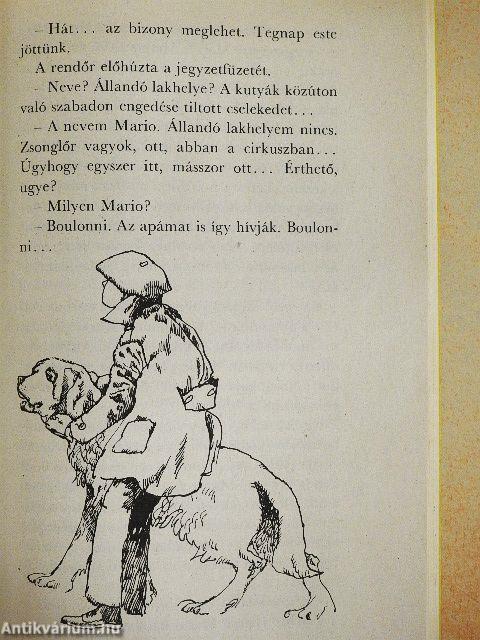 – Hát... az bizony meglehet. Tegnap este
jöttünk.
A rendőr előhúzta a jegyzetfüzetét.
– Neve? Állandó lakhelye? A kutyák közúton
való szabadon engedése tiltott cselekedet...
– A nevem Mario. Állandó lakhelyem nincs.
Zsonglőr vagyok, ott, abban a cirkuszban...
Úgyhogy egyszer itt, másszor ott... Érthető,
ugye?
– Milyen Mario?
– Boulonni. Az apámat is így hívják. Boulon-
ni...
Antikvárium.hu